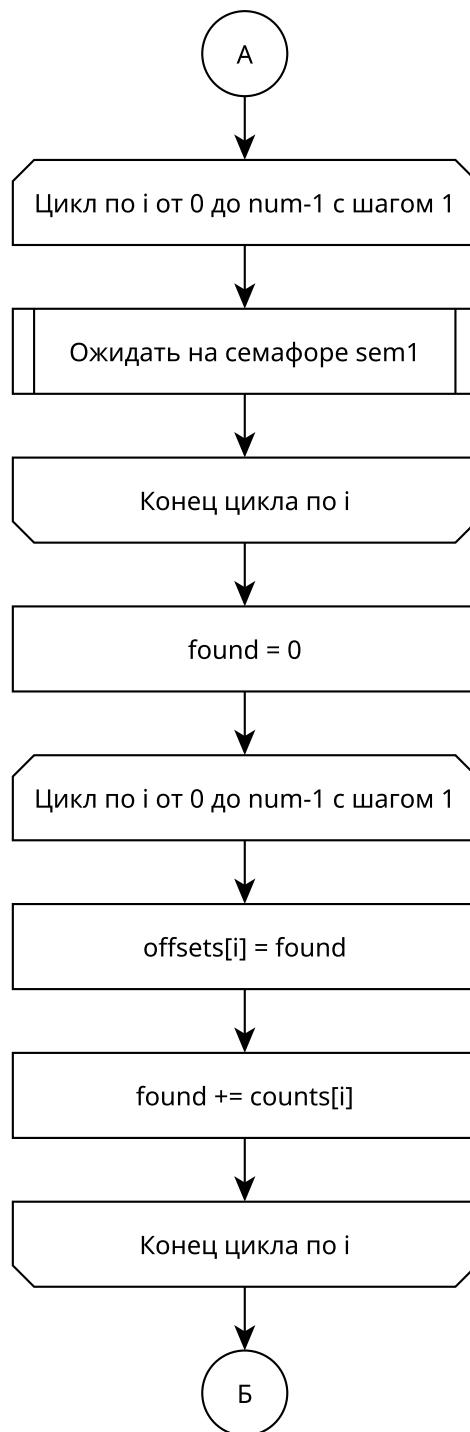 А
Цикл по i от 0 до num-1 с шагом 1
Ожидать на семафоре sem1
Конец цикла по i
found = 0
Цикл по i от 0 до num-1 с шагом 1
offsets[i] = found
found += counts[i]
Конец цикла по i
Б